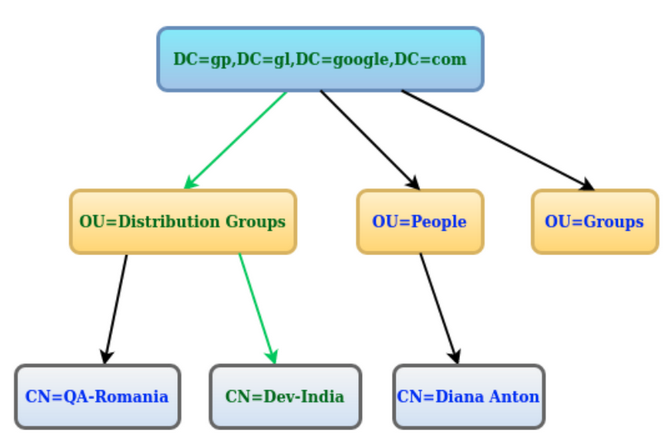 DC=gp,DC=gl,DC=google,DC=com
OU=Distribution Groups
OU=People
OU=Groups
CN=QA-Romania
CN=Dev-India
CN=Diana Anton